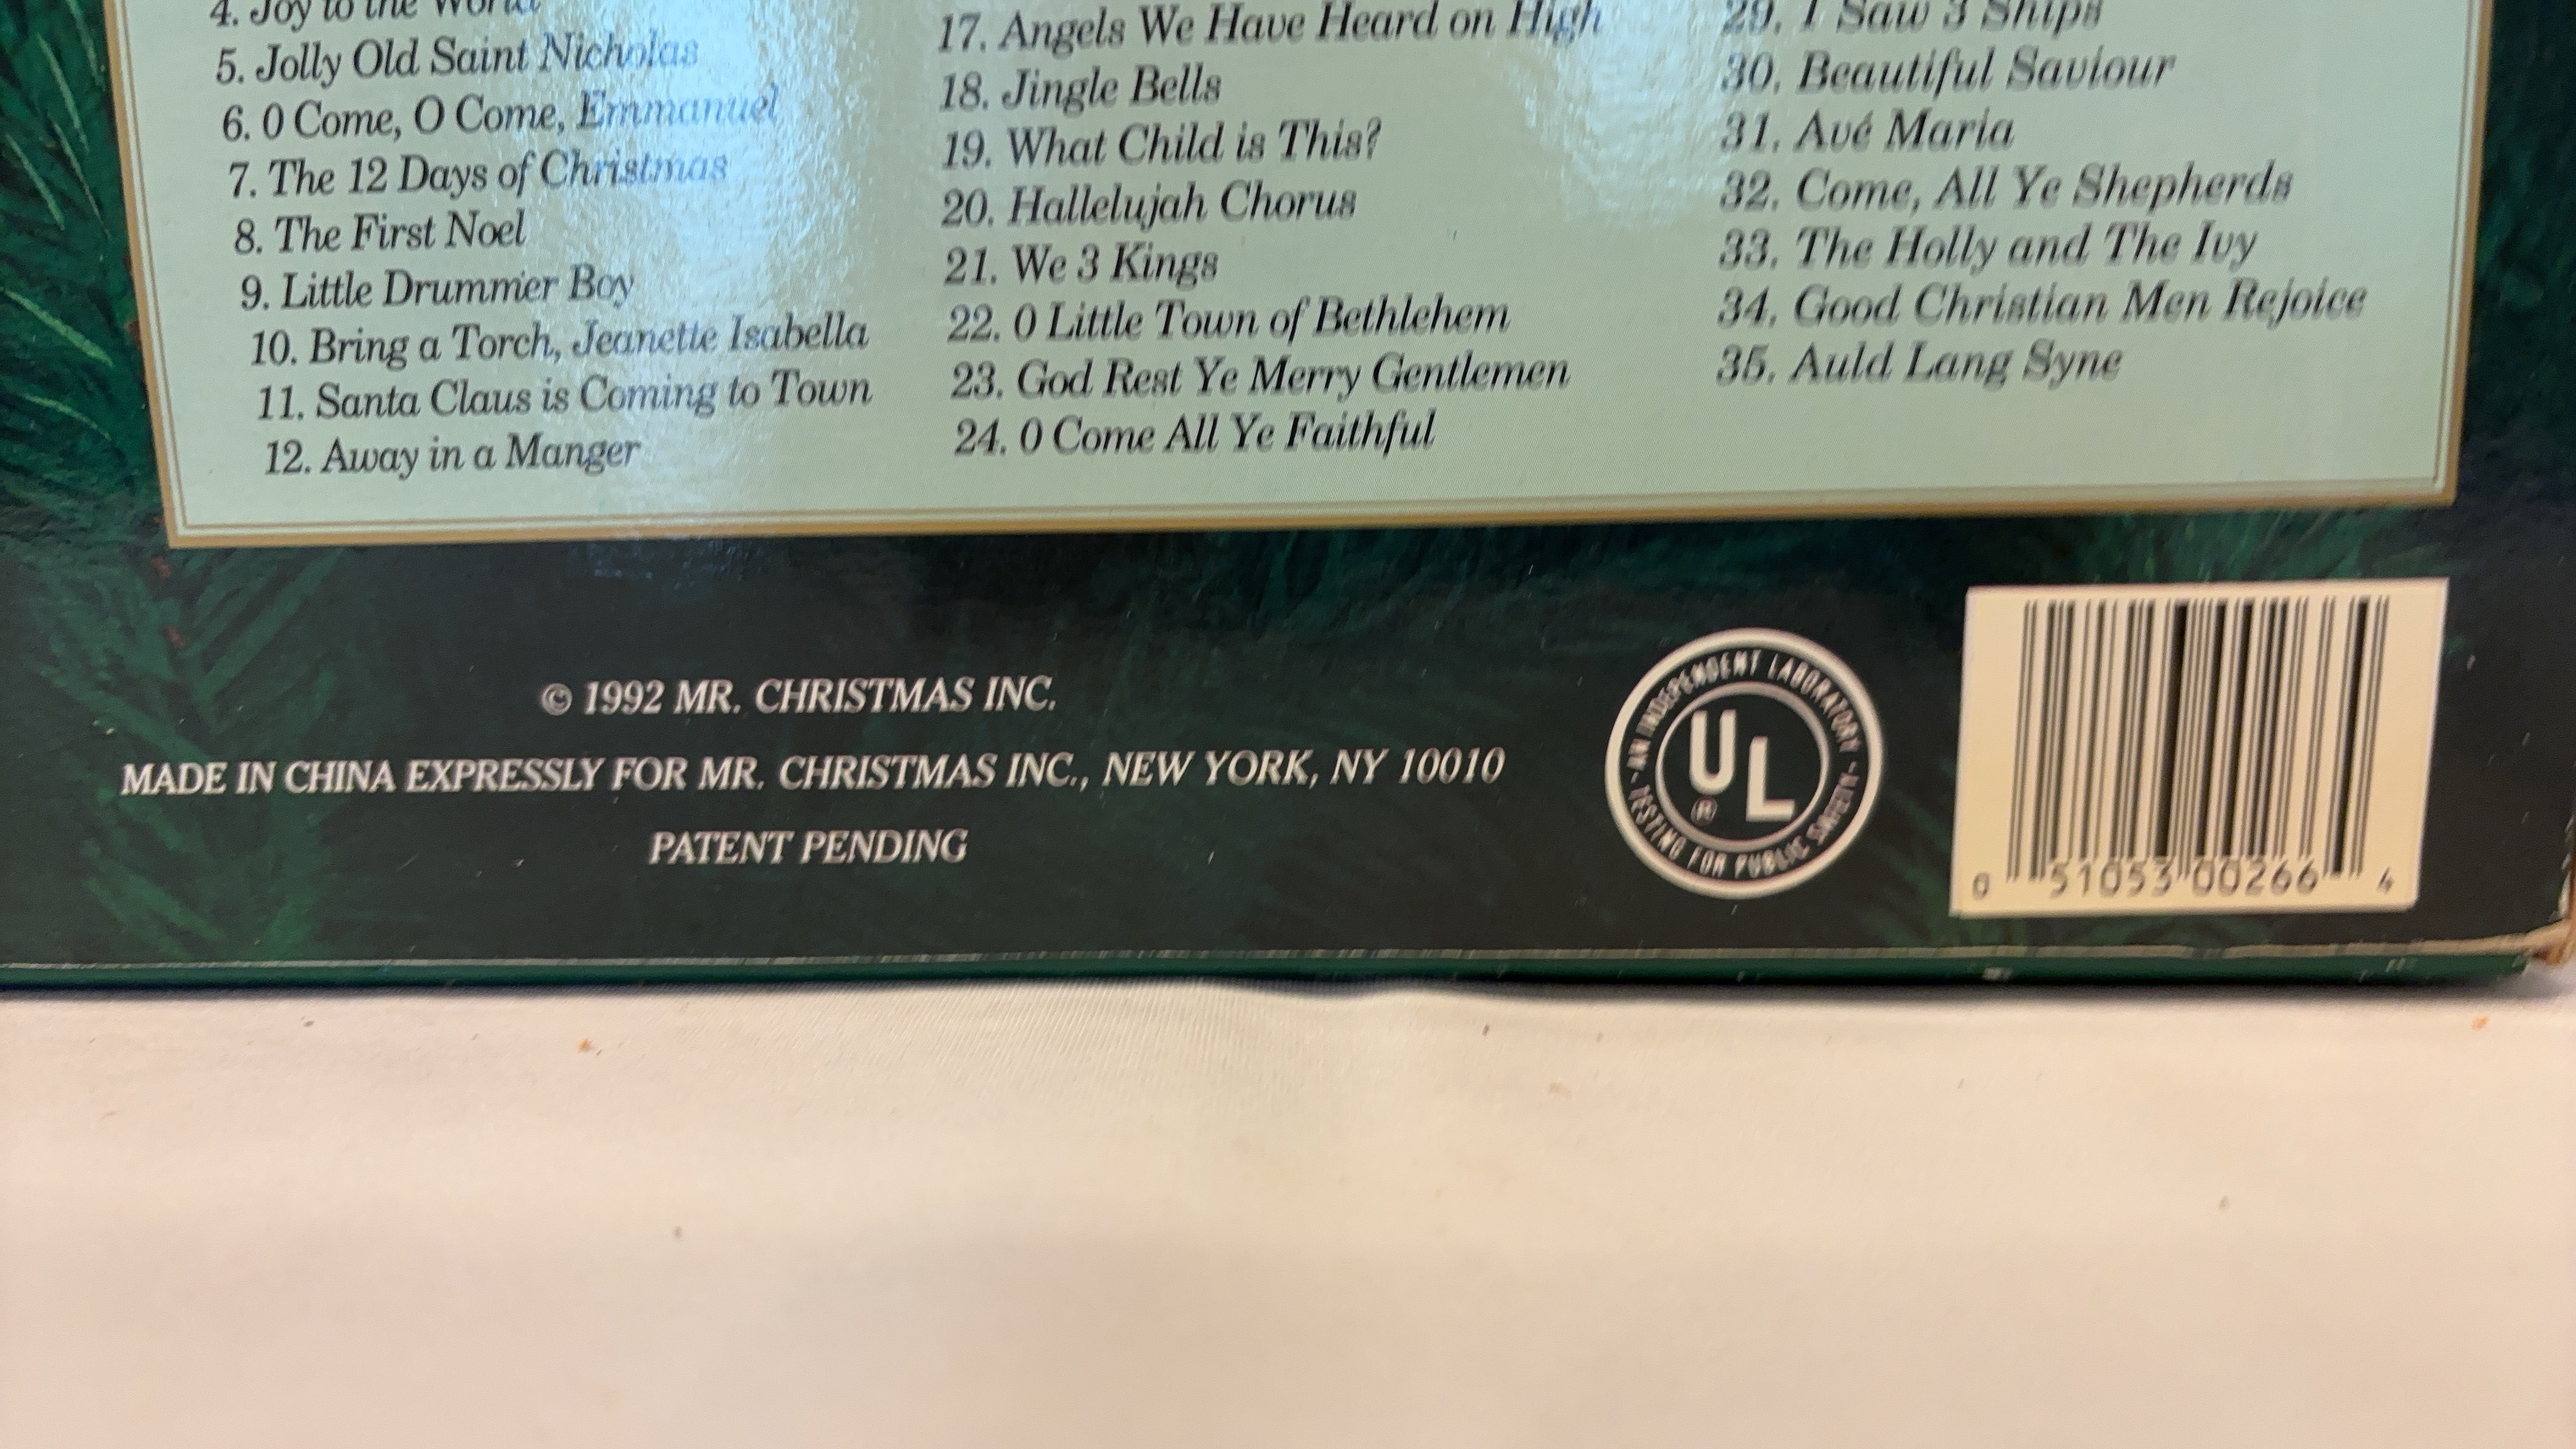 4. Joy to the World
5. Jolly Old Saint Nicholas
6. O Come, O Come, Emmanuel
7. The 12 Days of Christmas
8. The First Noel
9. Little Drummer Boy
10. Bring a Torch, Jeanette Isabella
11. Santa Claus is Coming to Town
12. Away in a Manger
17. Angels We Have Heard on High
18. Jingle Bells
19. What Child is This?
20. Hallelujah Chorus
21. We 3 Kings
22. O Little Town of Bethlehem
23. God Rest Ye Merry Gentlemen
24. O Come All Ye Faithful
29. I Saw 3 Ships
30. Beautiful Saviour
31. Avé Maria
32. Come, All Ye Shepherds
33. The Holly and The Ivy
34. Good Christian Men Rejoice
35. Auld Lang Syne
© 1992 MR. CHRISTMAS INC.
MADE IN CHINA EXPRESSLY FOR MR. CHRISTMAS INC., NEW YORK, NY 10010
PATENT PENDING
AN INDEPENDENT LABORATORY
UL®
TESTING FOR PUBLIC SAFETY
0 51053 00266 4